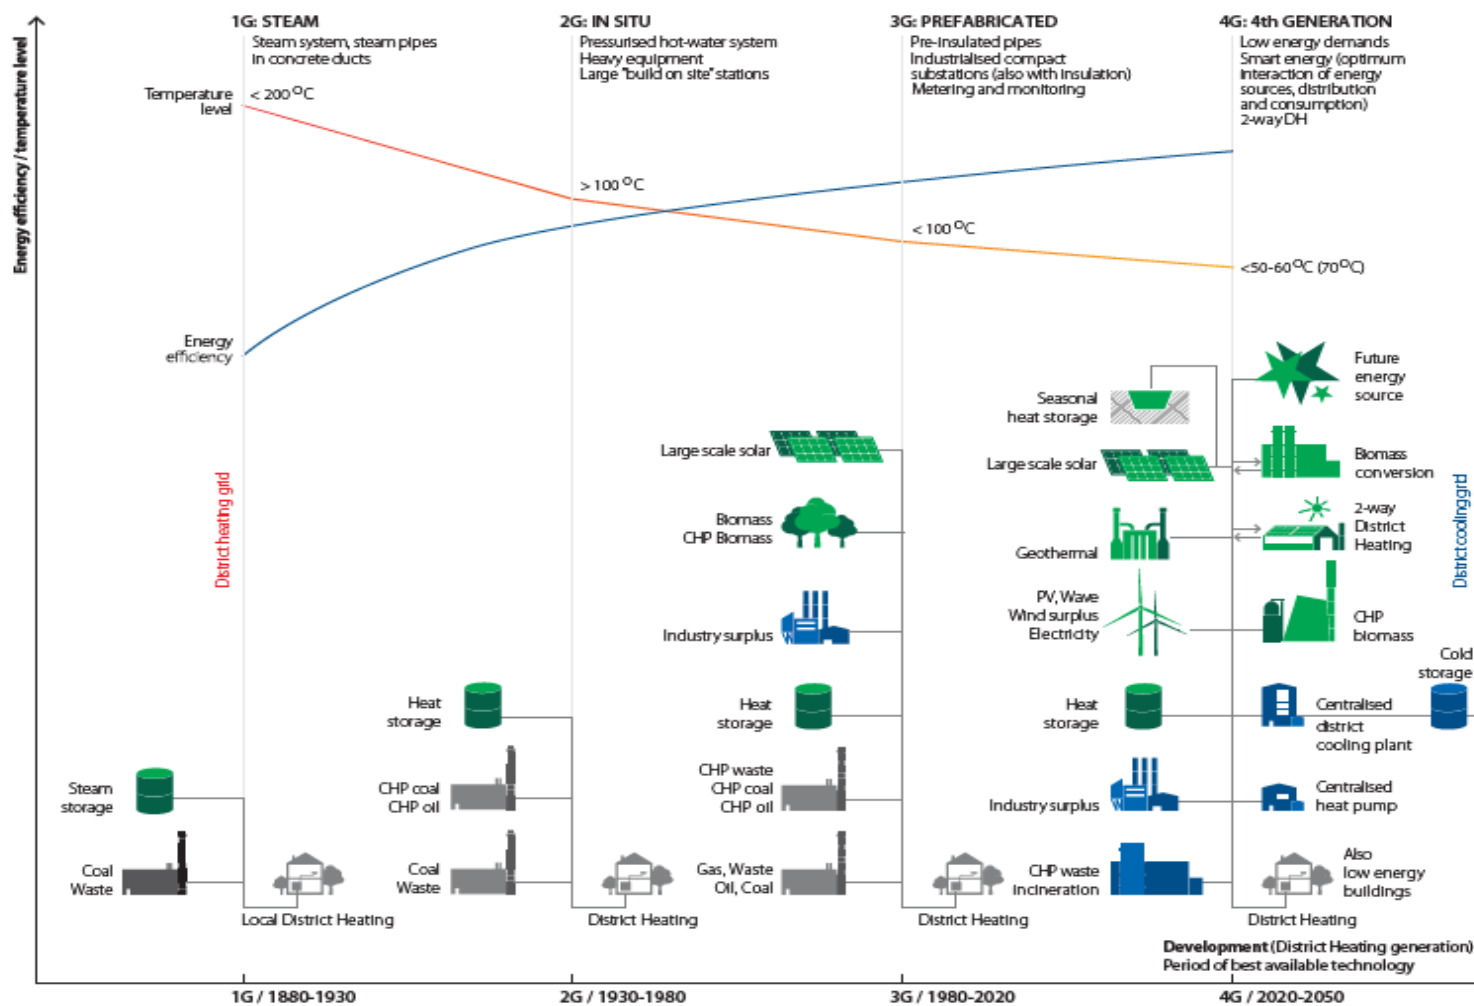 1G: STEAM
Steam system, steam pipes
in concrete ducts
2G: IN SITU
Pressurised hot-water system
Heavy equipment
Large "build on site" stations
3G: PREFABRICATED
Pre-insulated pipes
Industrialised compact
substations (also with insulation)
Metering and monitoring
4G: 4th GENERATION
Low energy demands
Smart energy (optimum
interaction of energy
sources, distribution
and consumption)
2-way DH
Energy efficiency / temperature level
Temperature
level
< 200 °C
> 100 °C
< 100 °C
<50-60°C (70°C)
Energy
efficiency
District heating grid
Steam
storage
Coal
Waste
Local District Heating
Heat
storage
CHP coal
CHP oil
Coal
Waste
District Heating
Large scale solar
Biomass
CHP Biomass
Industry surplus
Heat
storage
CHP waste
CHP coal
CHP oil
Gas, Waste
Oil, Coal
District Heating
Seasonal
heat storage
Large scale solar
Geothermal
PV, Wave
Wind surplus
Electricity
Heat
storage
Industry surplus
CHP waste
incineration
Future
energy
source
Biomass
conversion
2-way
District
Heating
CHP
biomass
Centralised
district
cooling plant
Centralised
heat pump
Also
low energy
buildings
District Heating
Cold
storage
District cooling grid
Development (District Heating generation)
Period of best available technology
1G / 1880-1930
2G / 1930-1980
3G / 1980-2020
4G / 2020-2050